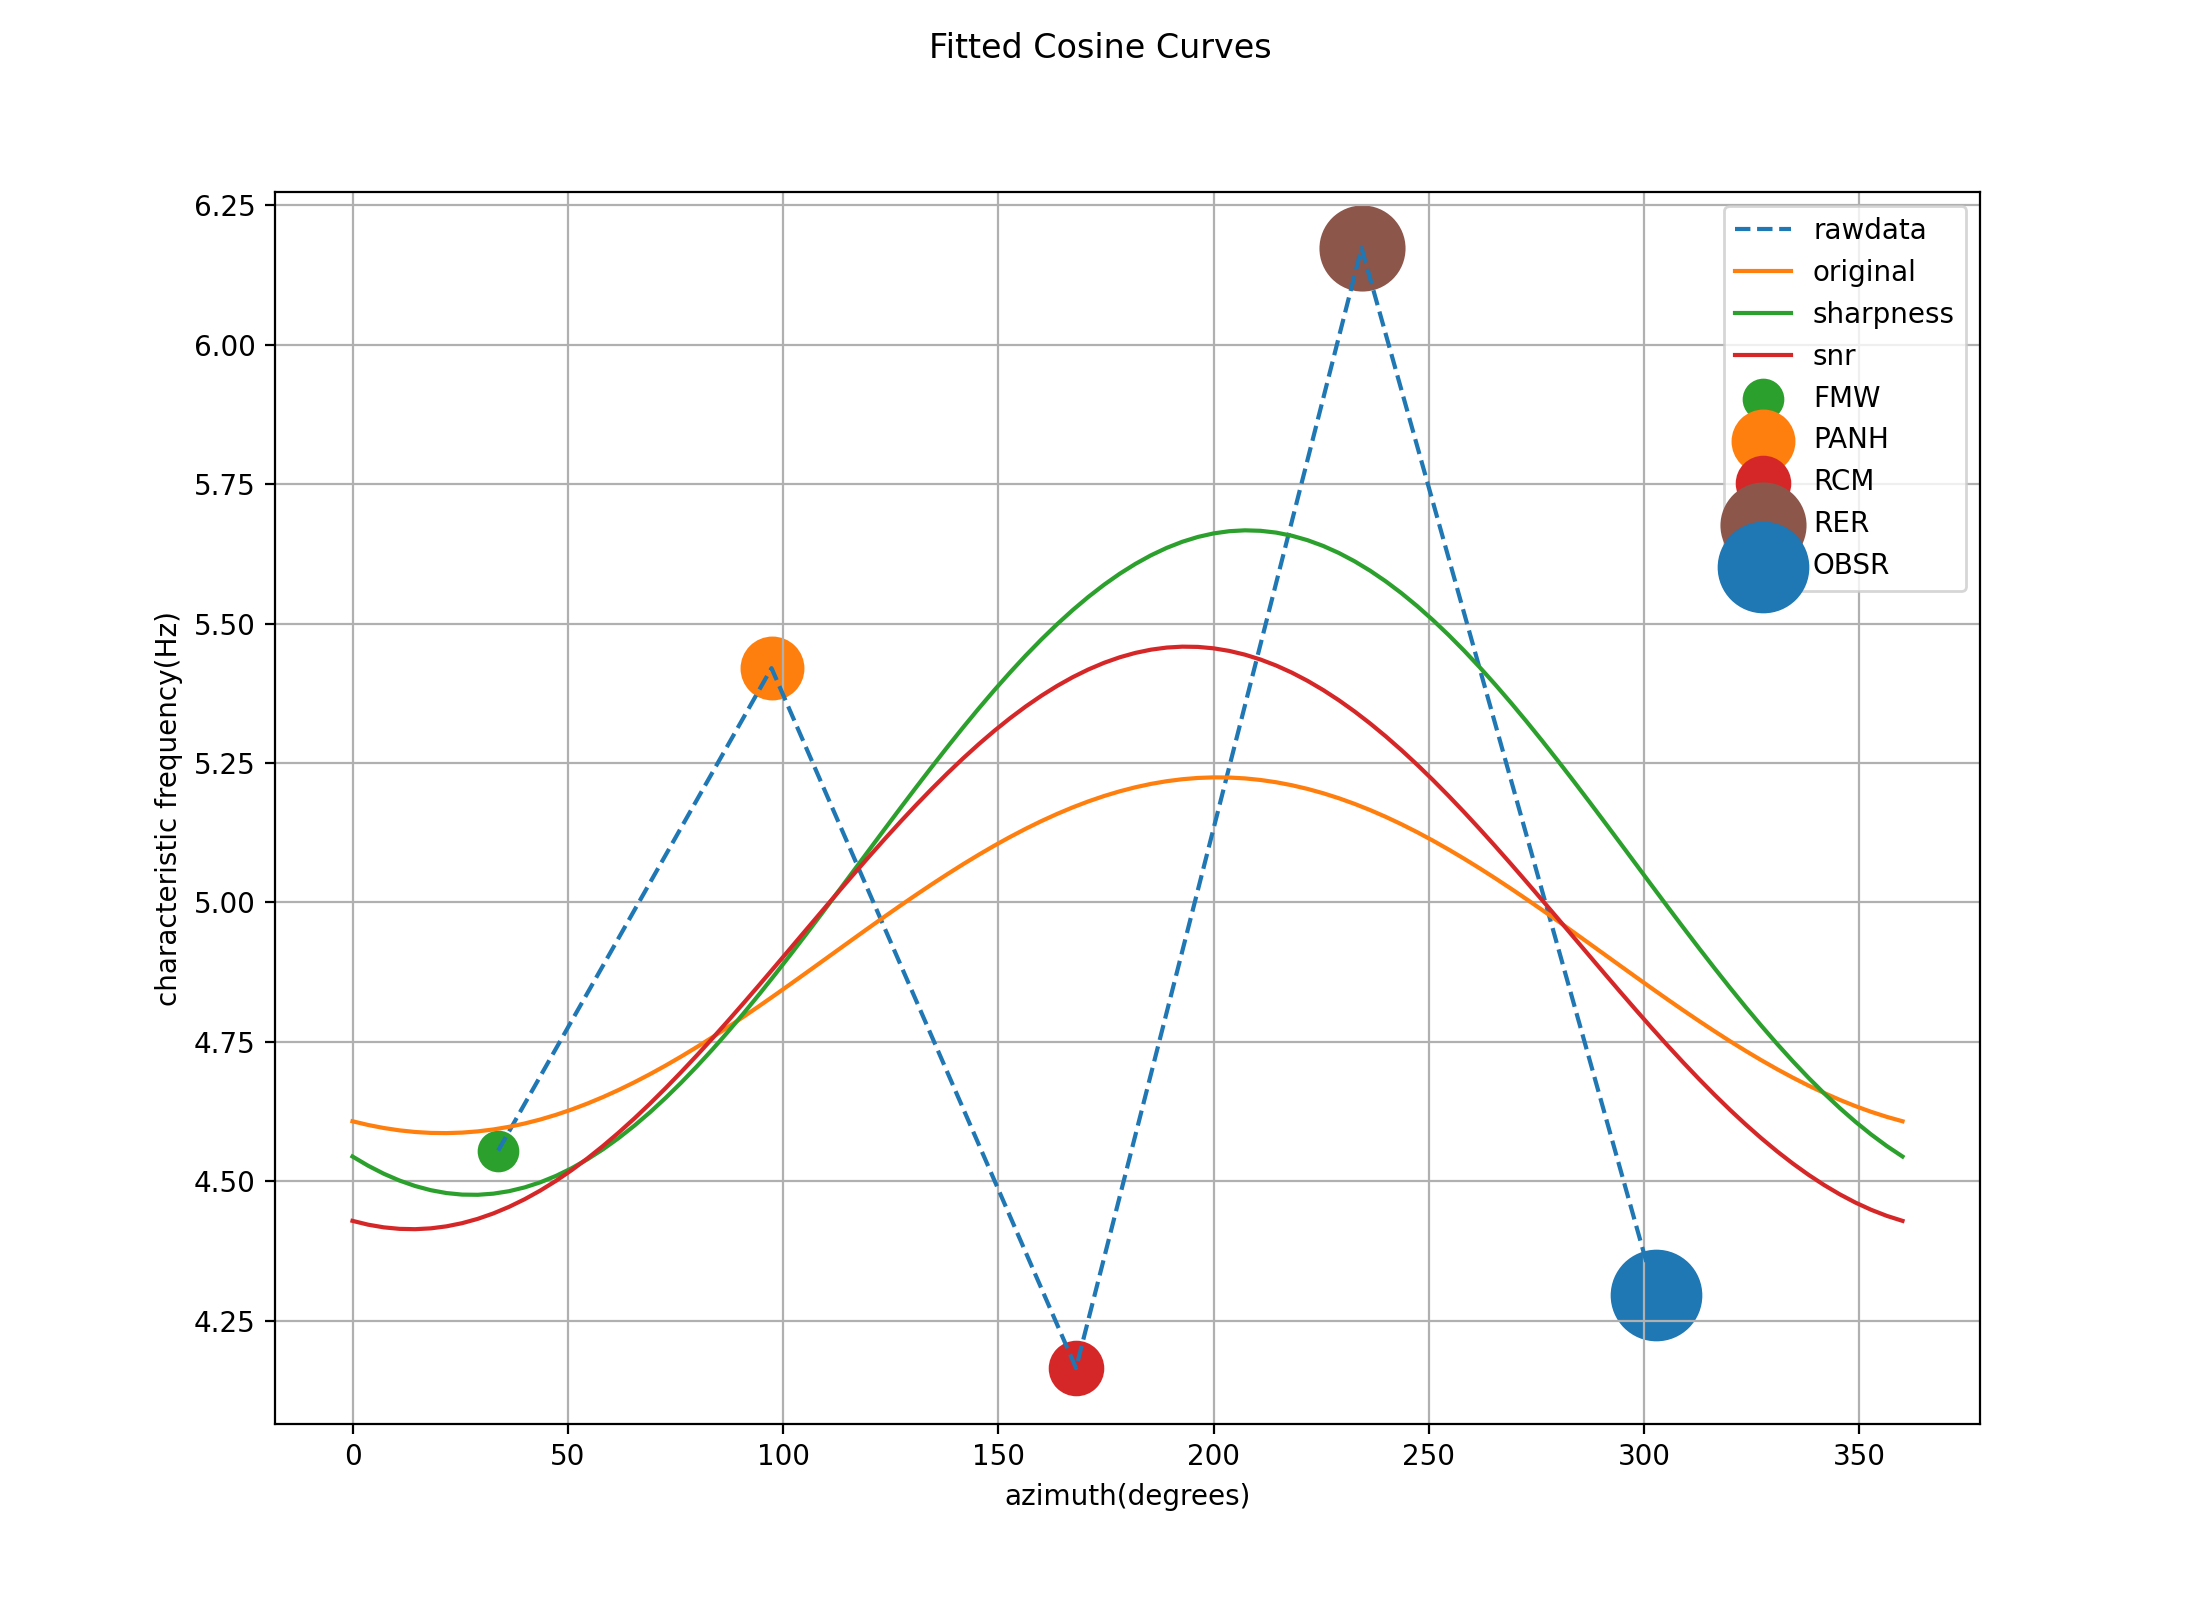 Fitted Cosine Curves
6.25
6.00
5.75
5.50
5.25
5.00
4.75
4.50
4.25
characteristic frequency(Hz)
0 50 100 150 200 250 300 350
azimuth(degrees)
rawdata
original
sharpness
snr
FMW
PANH
RCM
RER
OBSR